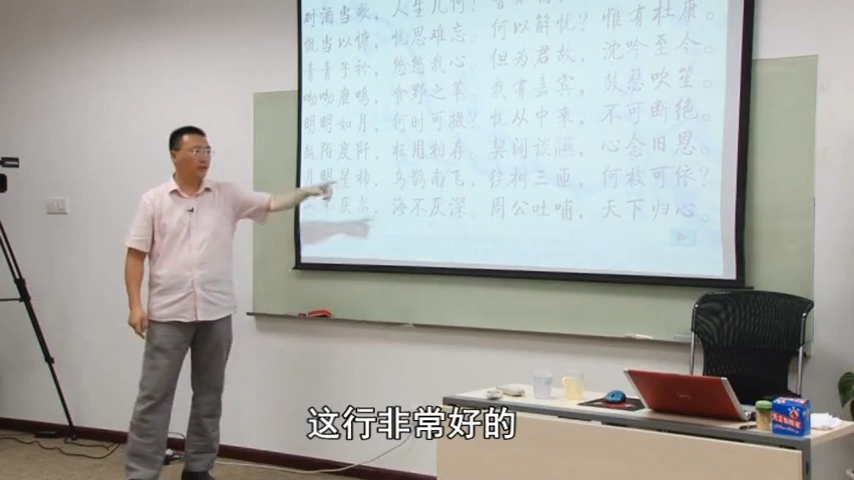 对酒当歌，人生几何？
慨当以慷，忧思难忘。何以解忧？惟有杜康。
青青子衿，悠悠我心。但为君故，沈吟至今。
呦呦鹿鸣，食野之苹。我有嘉宾，鼓瑟吹笙。
明明如月，何时可掇？忧从中来，不可断绝。
越陌度阡，枉用相存。契阔谈讌，心念旧恩。
月明星稀，乌鹊南飞，绕树三匝，何枝可依？
山不厌高，海不厌深。周公吐哺，天下归心。
这行非常好的